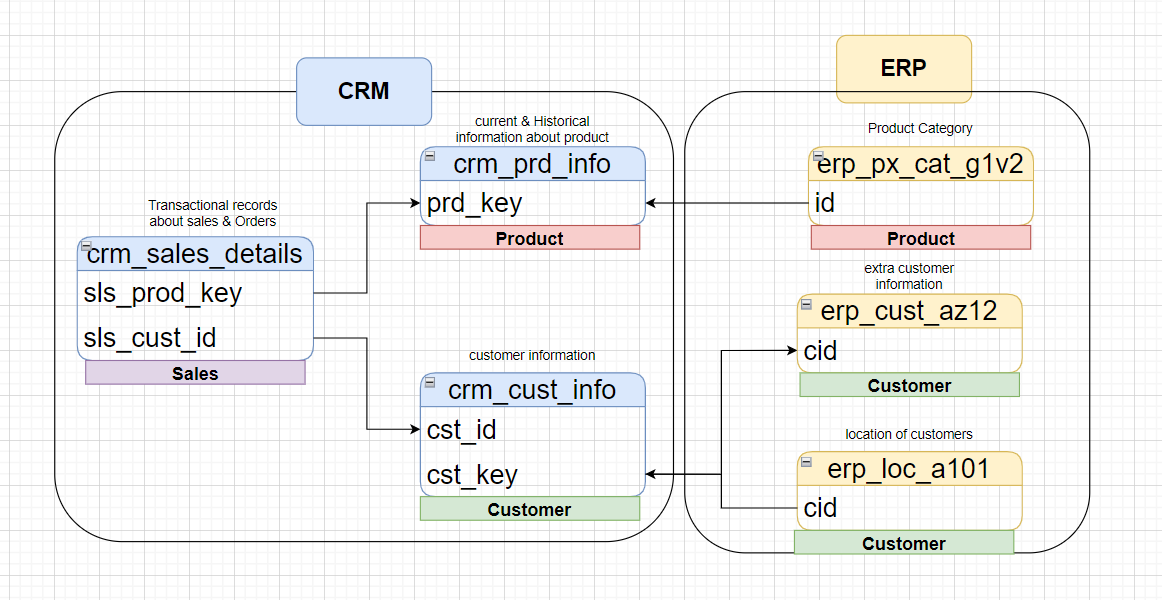 CRM
ERP
current & Historical
information about product
crm_prd_info
prd_key
Product
Transactional records
about sales & Orders
crm_sales_details
sls_prod_key
sls_cust_id
Sales
customer information
crm_cust_info
cst_id
cst_key
Customer
Product Category
erp_px_cat_g1v2
id
Product
extra customer
information
erp_cust_az12
cid
Customer
location of customers
erp_loc_a101
cid
Customer